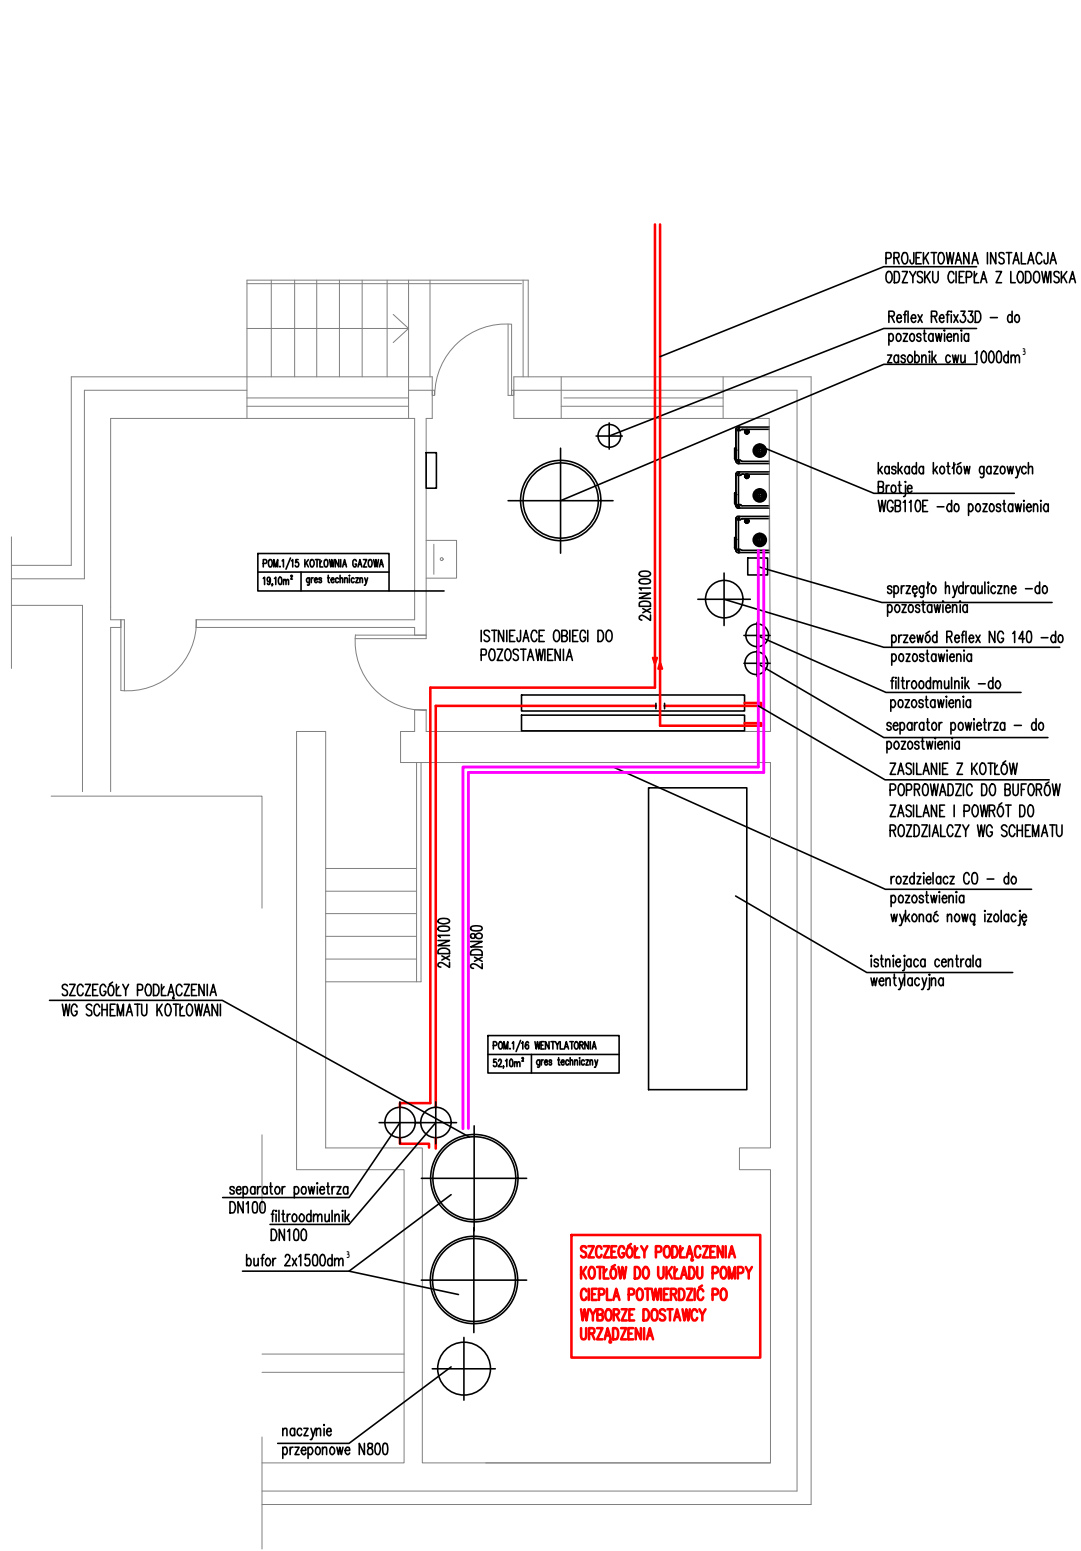 PROJEKTOWANA INSTALACJA
ODZYSKU CIEPŁA Z LODOWISKA
Reflex Refix33D – do
pozostawienia
zasobnik cwu 1000dm³
kaskada kotłów gazowych
Brotje
WGB110E –do pozostawienia
POM.1/15 KOTŁOWNIA GAZOWA
19,10m² gres techniczny
2xDN100
sprzęgło hydrauliczne –do
pozostawienia
ISTNIEJACE OBIEGI DO
POZOSTAWIENIA
przewód Reflex NG 140 –do
pozostawienia
filtroodmulnik –do
pozostawienia
separator powietrza – do
pozostwienia
ZASILANIE Z KOTŁÓW
POPROWADZIC DO BUFORÓW
ZASILANE I POWRÓT DO
ROZDZIALCZY WG SCHEMATU
rozdzielacz CO – do
pozostwienia
wykonać nową izolację
2xDN100
2xDN80
istniejaca centrala
wentylacyjna
SZCZEGÓŁY PODŁĄCZENIA
WG SCHEMATU KOTŁOWANI
POM.1/16 WENTYLATORNIA
52,10m² gres techniczny
separator powietrza
DN100
filtroodmulnik
DN100
bufor 2x1500dm³
SZCZEGÓŁY PODŁĄCZENIA
KOTŁÓW DO UKŁADU POMPY
CIEPLA POTWIERDZIĆ PO
WYBORZE DOSTAWCY
URZĄDZENIA
naczynie
przeponowe N800